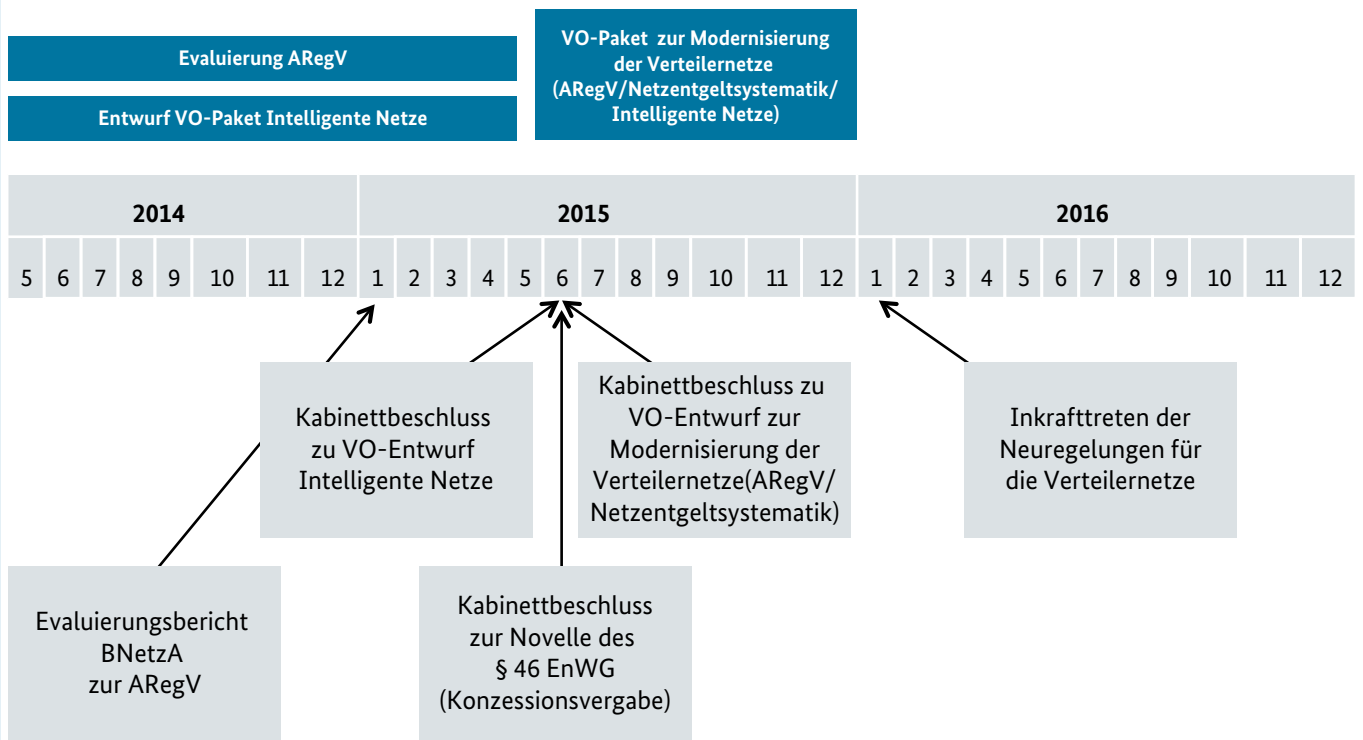 Evaluierung ARegV
Entwurf VO-Paket Intelligente Netze
VO-Paket zur Modernisierung
der Verteilernetze
(ARegV/Netzentgeltsystematik/
Intelligente Netze)
2014 2015 2016
5 6 7 8 9 10 11 12 1 2 3 4 5 6 7 8 9 10 11 12 1 2 3 4 5 6 7 8 9 10 11 12
Kabinettbeschluss
zu VO-Entwurf
Intelligente Netze
Kabinettbeschluss zu
VO-Entwurf zur
Modernisierung der
Verteilernetze(ARegV/
Netzentgeltsystematik)
Inkrafttreten der
Neuregelungen für
die Verteilernetze
Evaluierungsbericht
BNetzA
zur ARegV
Kabinettbeschluss
zur Novelle des
§ 46 EnWG
(Konzessionsvergabe)